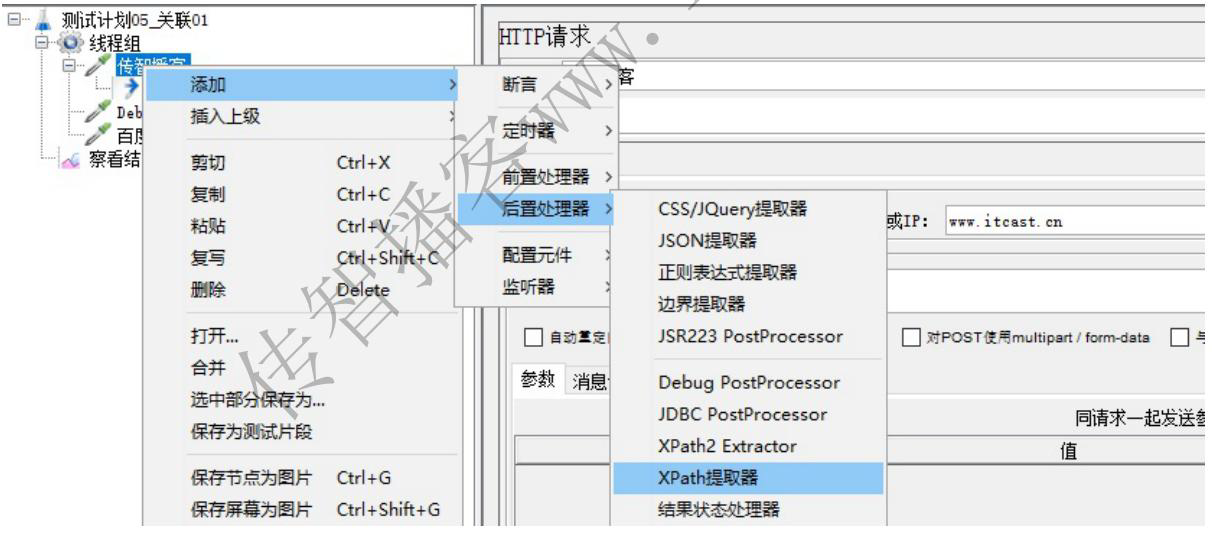 测试计划05_关联01
线程组
传智播客
Deb
百度
察看结
添加
插入上级
剪切 Ctrl+X
复制 Ctrl+C
粘贴 Ctrl+V
复写 Ctrl+Shift+C
删除 Delete
打开...
合并
选中部分保存为...
保存为测试片段
保存节点为图片 Ctrl+G
保存屏幕为图片 Ctrl+Shift+G
断言
定时器
前置处理器
后置处理器
配置元件
监听器
CSS/JQuery提取器
JSON提取器
正则表达式提取器
边界提取器
JSR223 PostProcessor
Debug PostProcessor
JDBC PostProcessor
XPath2 Extractor
XPath提取器
结果状态处理器
HTTP请求
客
或IP: www.itcast.cn
自动重定 对POST使用multipart / form-data 与
参数 消息
同请求一起发送参
值
传智播客www.